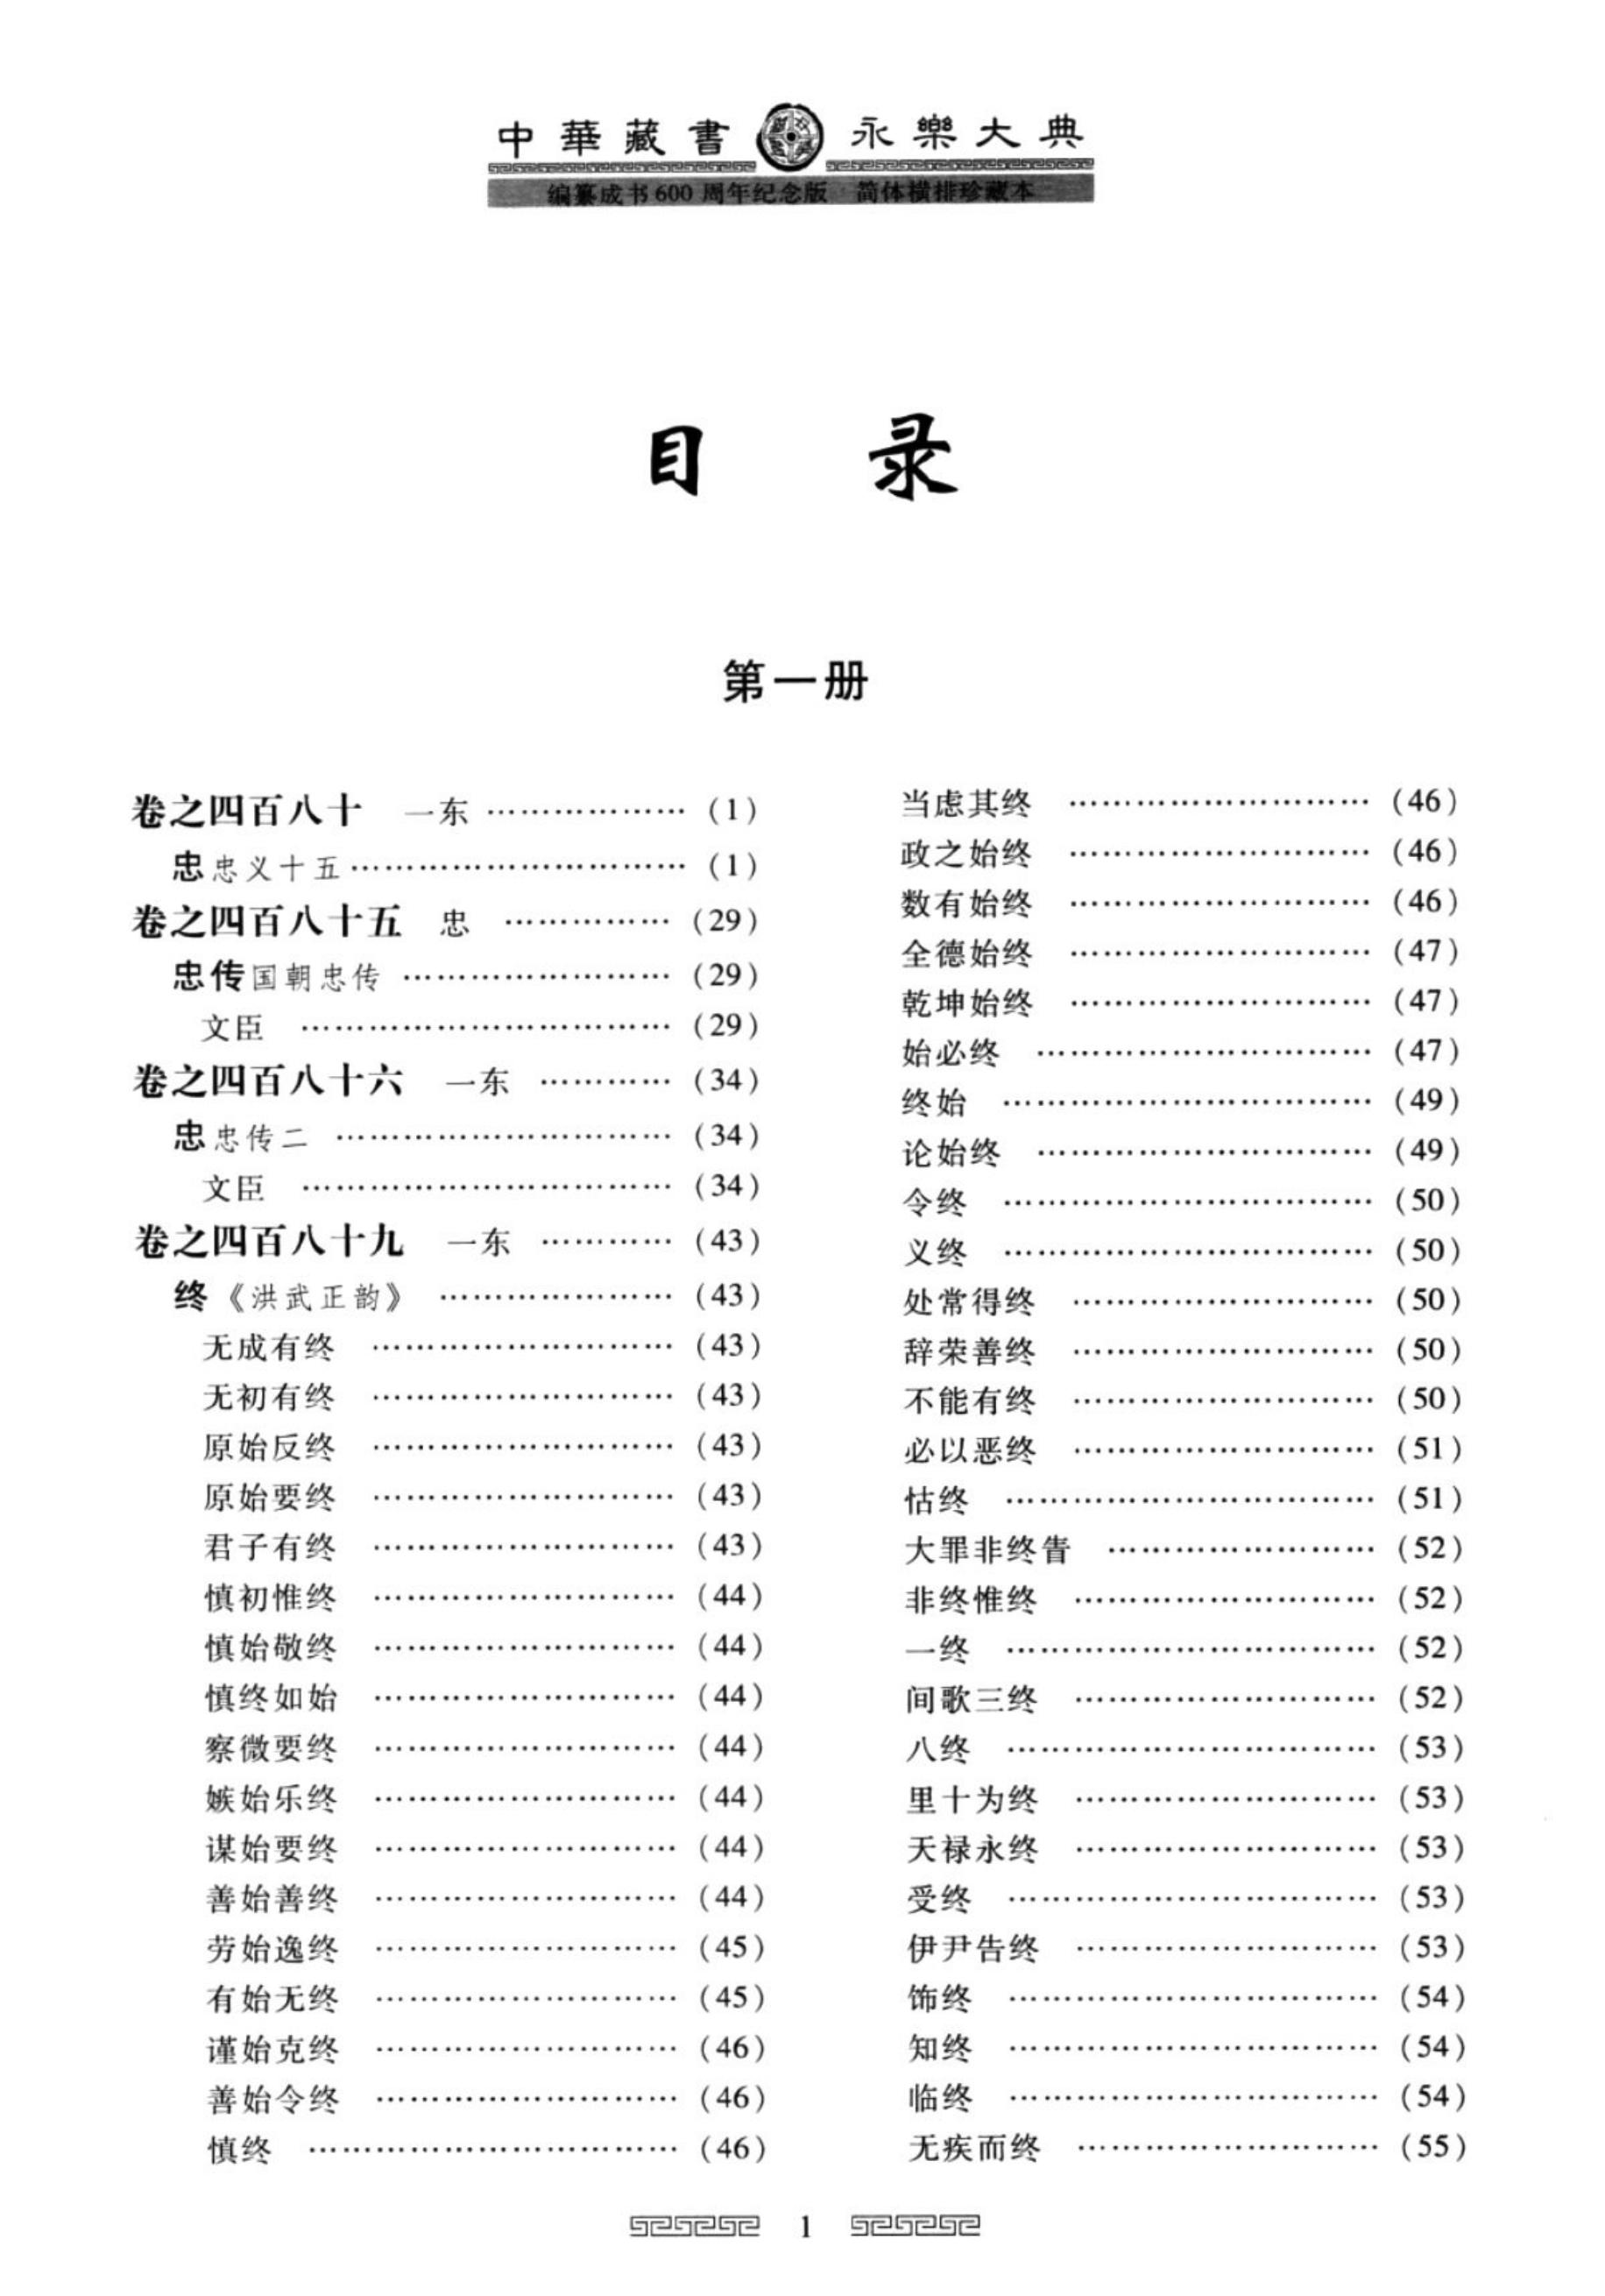 中華藏書 永樂大典
编纂成书600周年纪念版 简体横排珍藏本
目 录
第一册
卷之四百八十 一东 ………………(1)
忠忠义十五…………………………(1)
卷之四百八十五 忠 ……………(29)
忠传国朝忠传 ……………………(29)
文臣 ……………………………(29)
卷之四百八十六 一东 …………(34)
忠忠传二 …………………………(34)
文臣 ……………………………(34)
卷之四百八十九 一东 …………(43)
终《洪武正韵》 …………………(43)
无成有终 ………………………(43)
无初有终 ………………………(43)
原始反终 ………………………(43)
原始要终 ………………………(43)
君子有终 ………………………(43)
慎初惟终 ………………………(44)
慎始敬终 ………………………(44)
慎终如始 ………………………(44)
察微要终 ………………………(44)
嫉始乐终 ………………………(44)
谋始要终 ………………………(44)
善始善终 ………………………(44)
劳始逸终 ………………………(45)
有始无终 ………………………(45)
谨始克终 ………………………(46)
善始令终 ………………………(46)
慎终 ……………………………(46)
当虑其终 ………………………(46)
政之始终 ………………………(46)
数有始终 ………………………(46)
全德始终 ………………………(47)
乾坤始终 ………………………(47)
始必终 …………………………(47)
终始 ……………………………(49)
论始终 …………………………(49)
令终 ……………………………(50)
义终 ……………………………(50)
处常得终 ………………………(50)
辞荣善终 ………………………(50)
不能有终 ………………………(50)
必以恶终 ………………………(51)
怙终 ……………………………(51)
大罪非终眚 ……………………(52)
非终惟终 ………………………(52)
一终 ……………………………(52)
间歌三终 ………………………(52)
八终 ……………………………(53)
里十为终 ………………………(53)
天禄永终 ………………………(53)
受终 ……………………………(53)
伊尹告终 ………………………(53)
饰终 ……………………………(54)
知终 ……………………………(54)
临终 ……………………………(54)
无疾而终 ………………………(55)
1